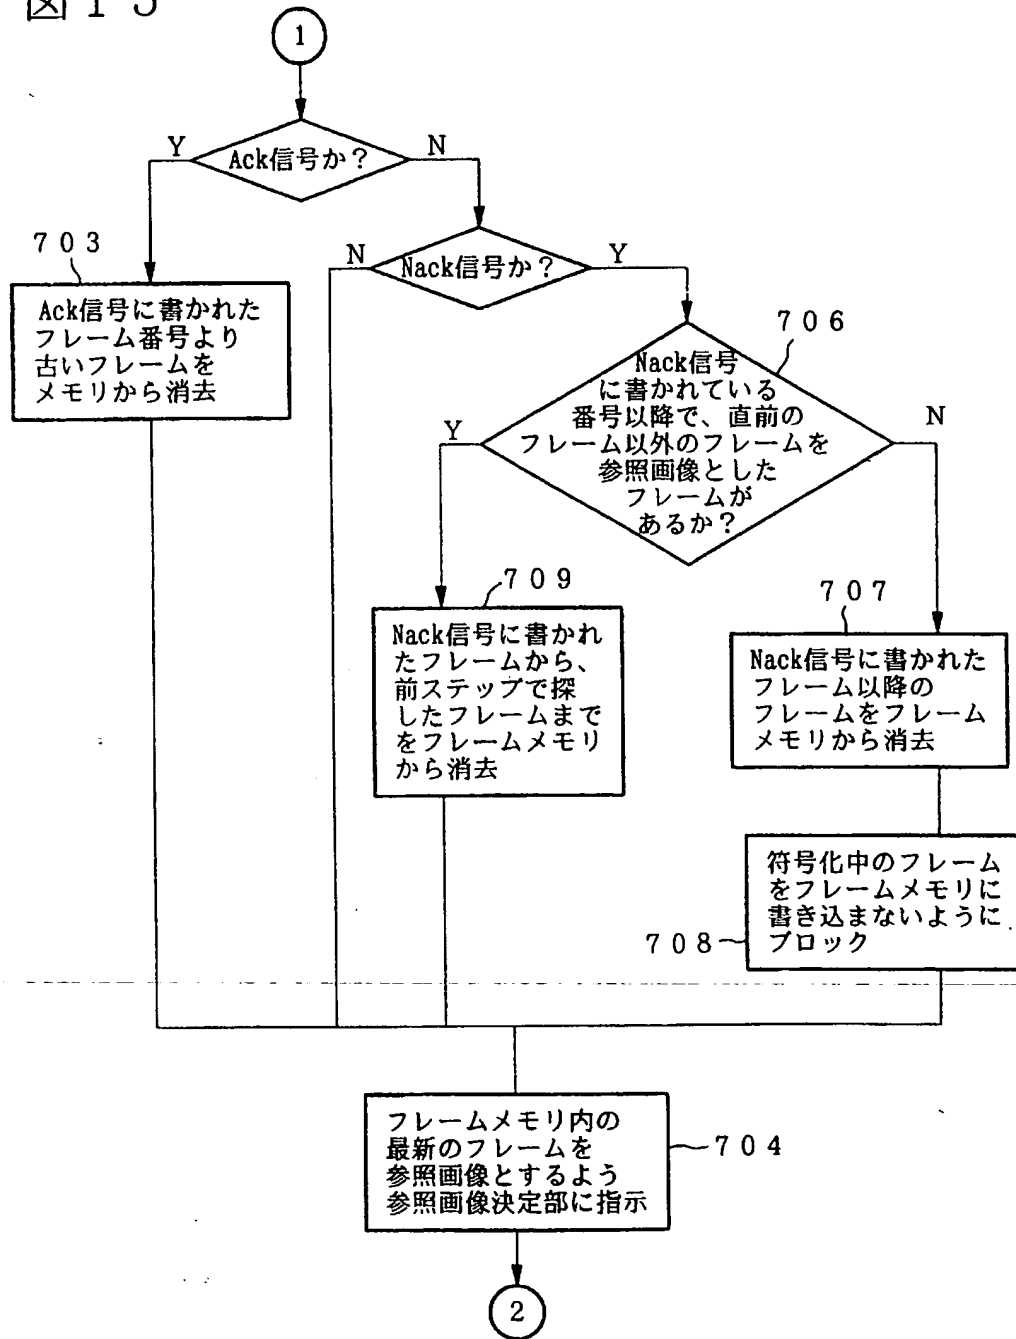 図15
1
Ack信号か?
Y
N
Nack信号か?
N
Y
703
Ack信号に書かれた
フレーム番号より
古いフレームを
メモリから消去
706
Nack信号
に書かれている
番号以降で、直前の
フレーム以外のフレームを
参照画像とした
フレームが
あるか?
Y
N
709
Nack信号に書かれ
たフレームから、
前ステップで探
したフレームまで
をフレームメモリ
から消去
707
Nack信号に書かれた
フレーム以降の
フレームをフレーム
メモリから消去
符号化中のフレーム
をフレームメモリに
書き込まないように
ブロック
708
フレームメモリ内の
最新のフレームを
参照画像とするよう
参照画像決定部に指示
704
2